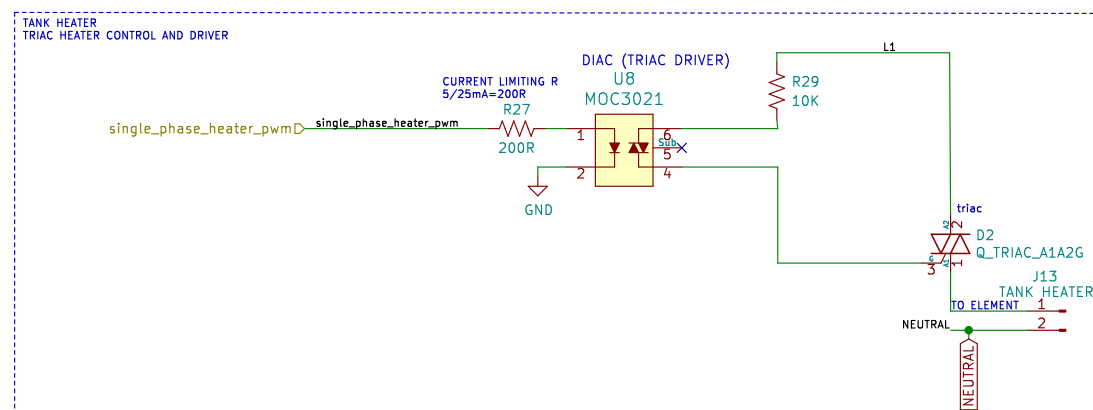 TANK HEATER
TRIAC HEATER CONTROL AND DRIVER
L1
DIAC (TRIAC DRIVER)
U8
MOC3021
CURRENT LIMITING R
5/25mA=200R
R27
200R
R29
10K
single_phase_heater_pwm
single_phase_heater_pwm
1
2
6
Sub
5
4
GND
triac
A2
2
D2
Q_TRIAC_A1A2G
G
3
A1
1
J13
TANK HEATER
TO ELEMENT
1
NEUTRAL
2
NEUTRAL